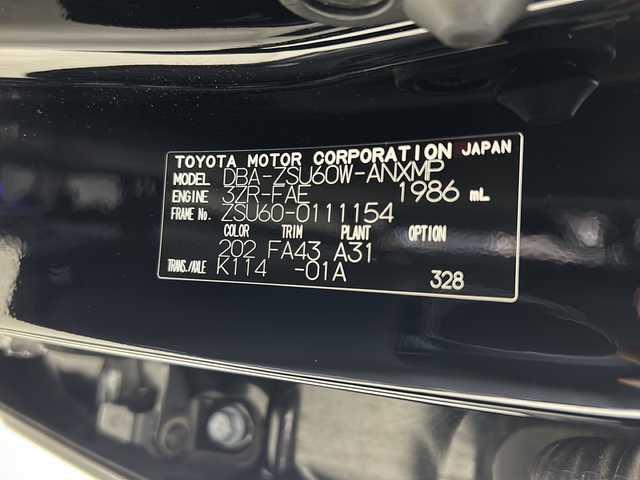 TOYOTA MOTOR CORPORATION JAPAN
MODEL DBA-ZSU60W-ANXMP
ENGINE 3ZR-FAE 1986 mL
FRAME No. ZSU60-0111154
COLOR TRIM PLANT OPTION
202 FA43 A31
TRANS./AXLE K114 -01A 328